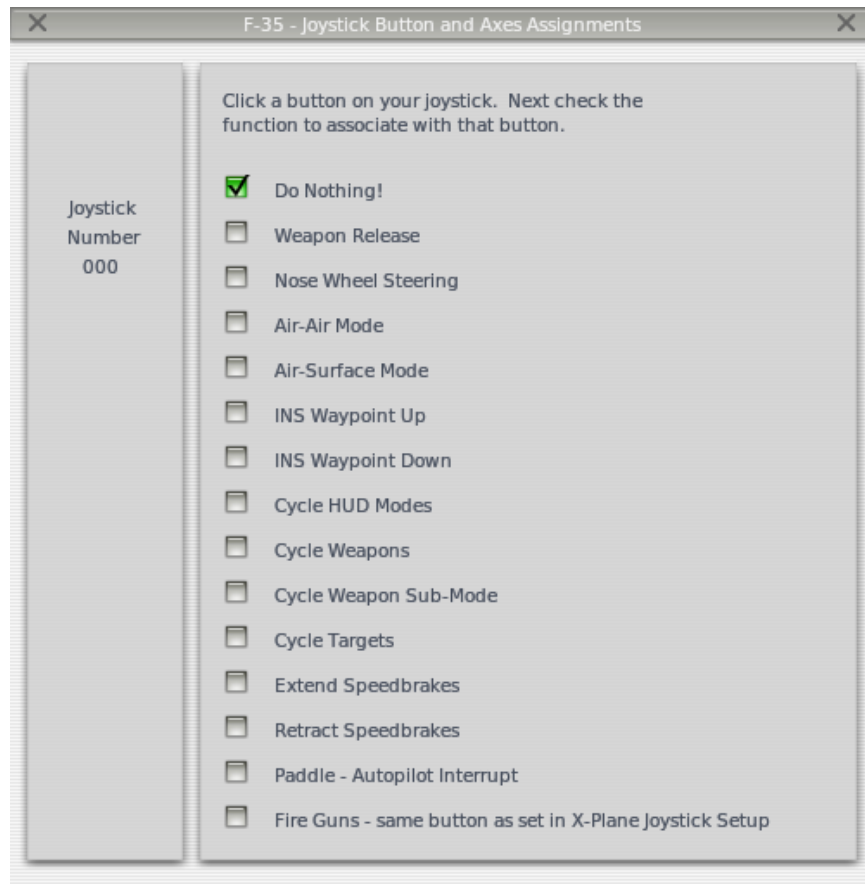 F-35 - Joystick Button and Axes Assignments
Joystick
Number
000
Click a button on your joystick.  Next check the
function to associate with that button.
Do Nothing!
Weapon Release
Nose Wheel Steering
Air-Air Mode
Air-Surface Mode
INS Waypoint Up
INS Waypoint Down
Cycle HUD Modes
Cycle Weapons
Cycle Weapon Sub-Mode
Cycle Targets
Extend Speedbrakes
Retract Speedbrakes
Paddle - Autopilot Interrupt
Fire Guns - same button as set in X-Plane Joystick Setup